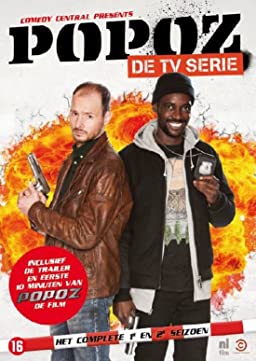 COMEDY CENTRAL PRESENTS
POPOZ
DE TV SERIE
INCLUSIEF
DE TRAILER
EN EERSTE
10 MINUTEN VAN
POPOZ
DE FILM
HET COMPLETE 1E EN 2E SEIZOEN
16
nl
film